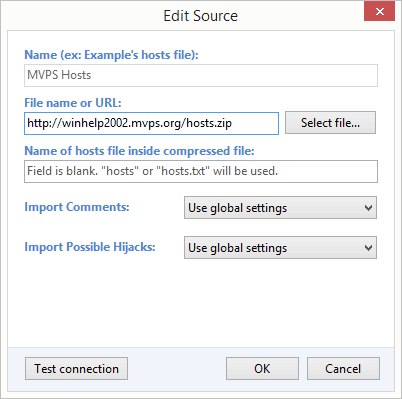 Edit Source
Name (ex: Example's hosts file):
MVPS Hosts
File name or URL:
http://winhelp2002.mvps.org/hosts.zip
Select file...
Name of hosts file inside compressed file:
Field is blank. "hosts" or "hosts.txt" will be used.
Import Comments:
Use global settings
Import Possible Hijacks:
Use global settings
Test connection
OK
Cancel